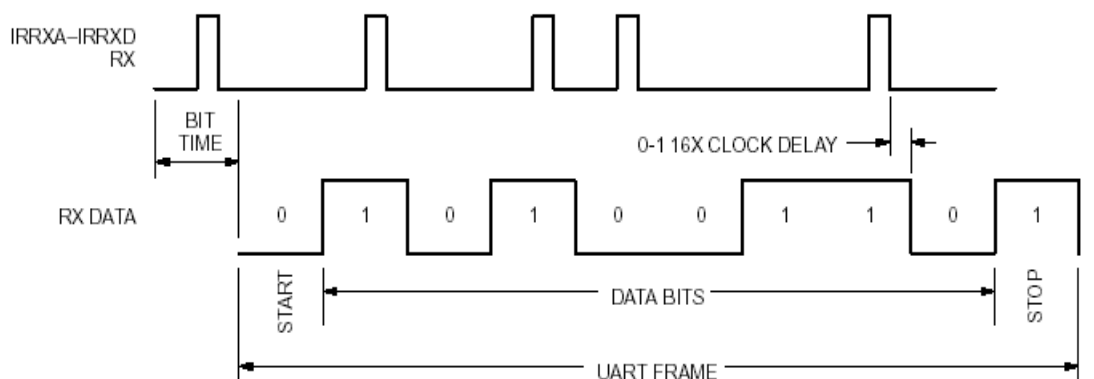 IRRXA–IRRXD
RX
BIT
TIME
0-1 16X CLOCK DELAY
RX DATA
0 1 0 1 0 0 1 1 0 1
START
DATA BITS
STOP
UART FRAME